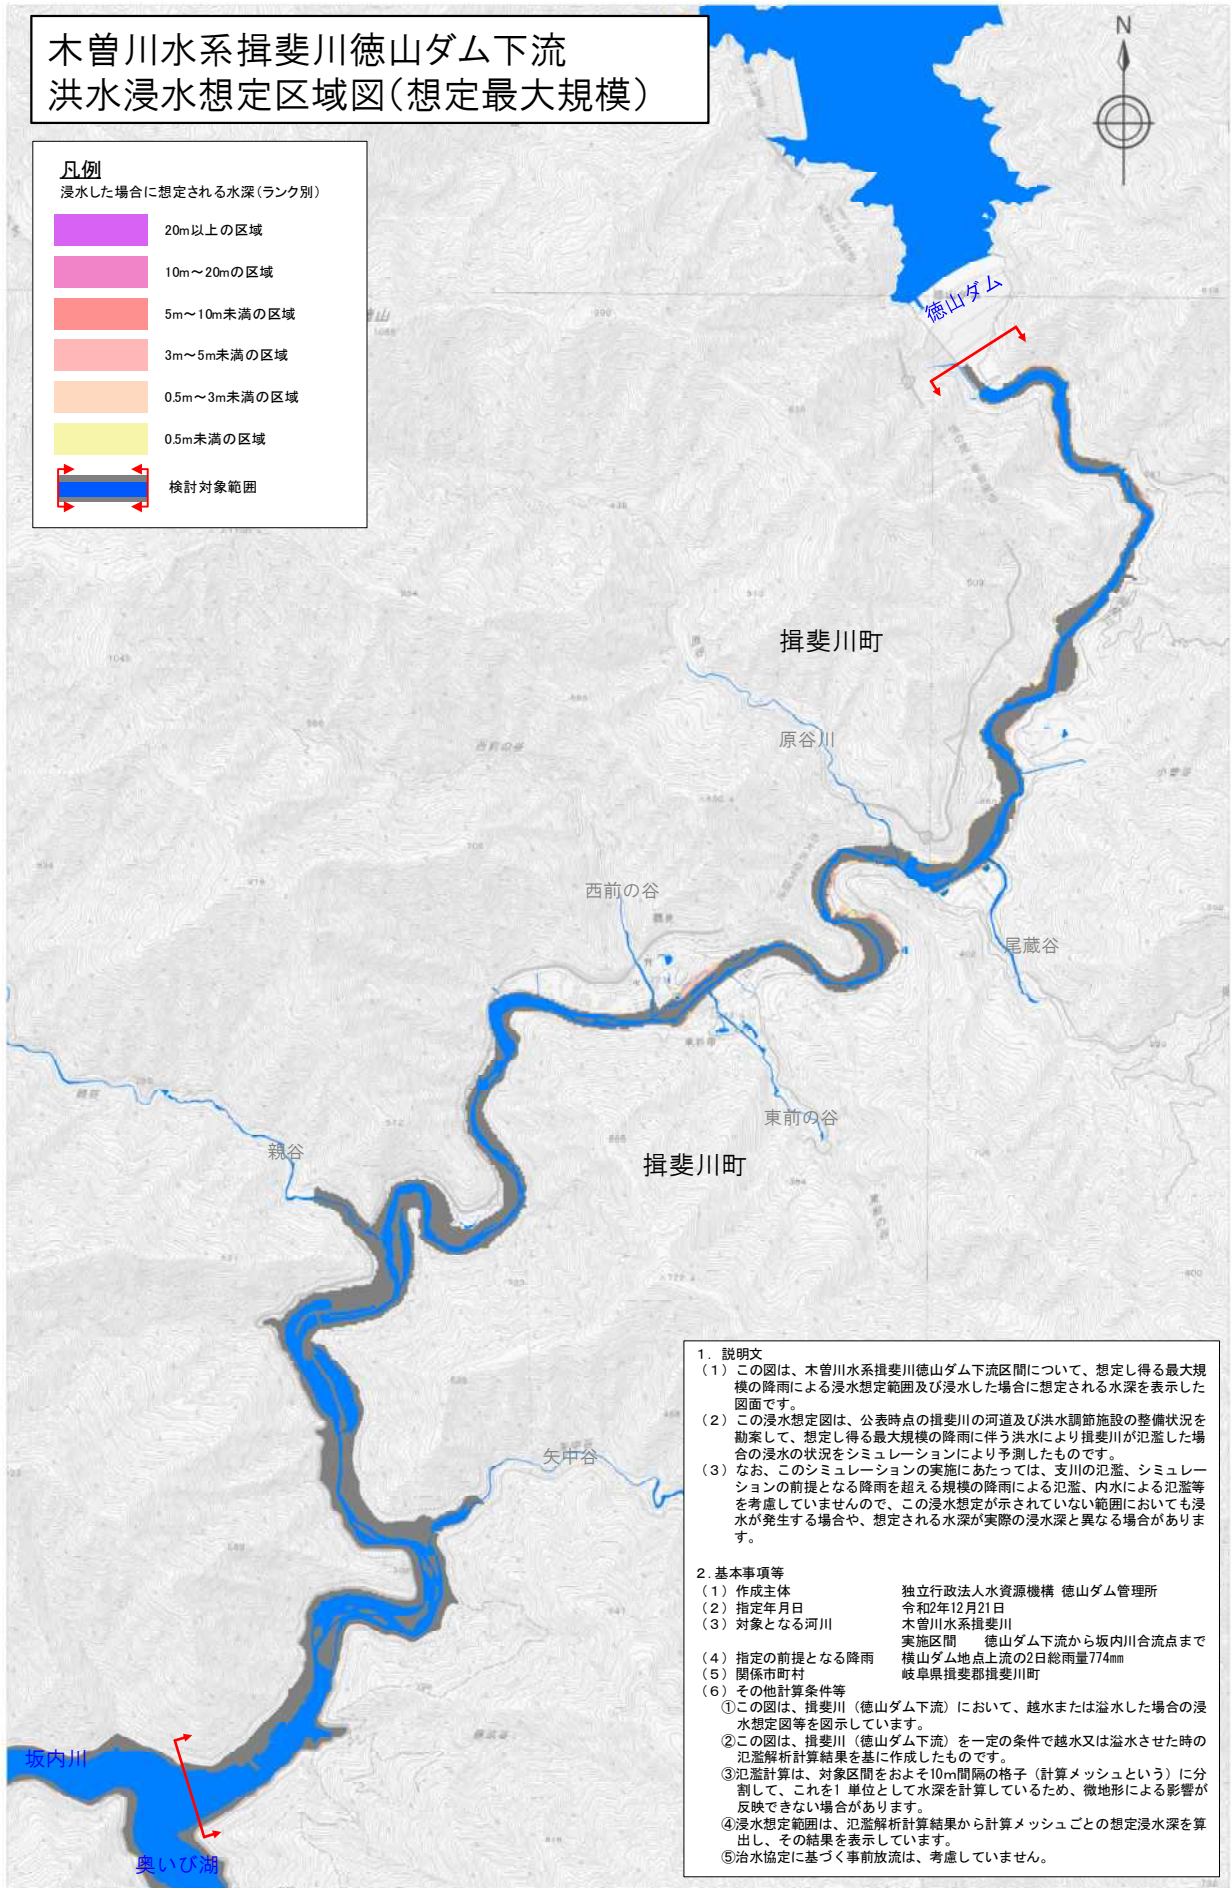 木曽川水系揖斐川徳山ダム下流
洪水浸水想定区域図(想定最大規模)
N
凡例
浸水した場合に想定される水深(ランク別)
20m以上の区域
10m～20mの区域
5m～10m未満の区域
3m～5m未満の区域
0.5m～3m未満の区域
0.5m未満の区域
検討対象範囲
徳山ダム
揖斐川町
原谷川
西前の谷
尾蔵谷
東前の谷
揖斐川町
親谷
矢中谷
坂内川
奥いび湖
1. 説明文
(1) この図は、木曽川水系揖斐川徳山ダム下流区間について、想定し得る最大規
模の降雨による浸水想定範囲及び浸水した場合に想定される水深を表示した
図面です。
(2) この浸水想定図は、公表時点の揖斐川の河道及び洪水調節施設の整備状況を
勘案して、想定し得る最大規模の降雨に伴う洪水により揖斐川が氾濫した場
合の浸水の状況をシミュレーションにより予測したものです。
(3) なお、このシミュレーションの実施にあたっては、支川の氾濫、シミュレー
ションの前提となる降雨を超える規模の降雨による氾濫、内水による氾濫等
を考慮していませんので、この浸水想定が示されていない範囲においても浸
水が発生する場合や、想定される水深が実際の浸水深と異なる場合がありま
す。
2. 基本事項等
(1) 作成主体 独立行政法人水資源機構 徳山ダム管理所
(2) 指定年月日 令和2年12月21日
(3) 対象となる河川 木曽川水系揖斐川
実施区間 徳山ダム下流から坂内川合流点まで
(4) 指定の前提となる降雨 横山ダム地点上流の2日総雨量774mm
(5) 関係市町村 岐阜県揖斐郡揖斐川町
(6) その他計算条件等
①この図は、揖斐川(徳山ダム下流)において、越水または溢水した場合の浸
水想定図等を図示しています。
②この図は、揖斐川(徳山ダム下流)を一定の条件で越水又は溢水させた時の
氾濫解析計算結果を基に作成したものです。
③氾濫計算は、対象区間をおよそ10m間隔の格子(計算メッシュという)に分
割して、これを1 単位として水深を計算しているため、微地形による影響が
反映できない場合があります。
④浸水想定範囲は、氾濫解析計算結果から計算メッシュごとの想定浸水深を算
出し、その結果を表示しています。
⑤治水協定に基づく事前放流は、考慮していません。